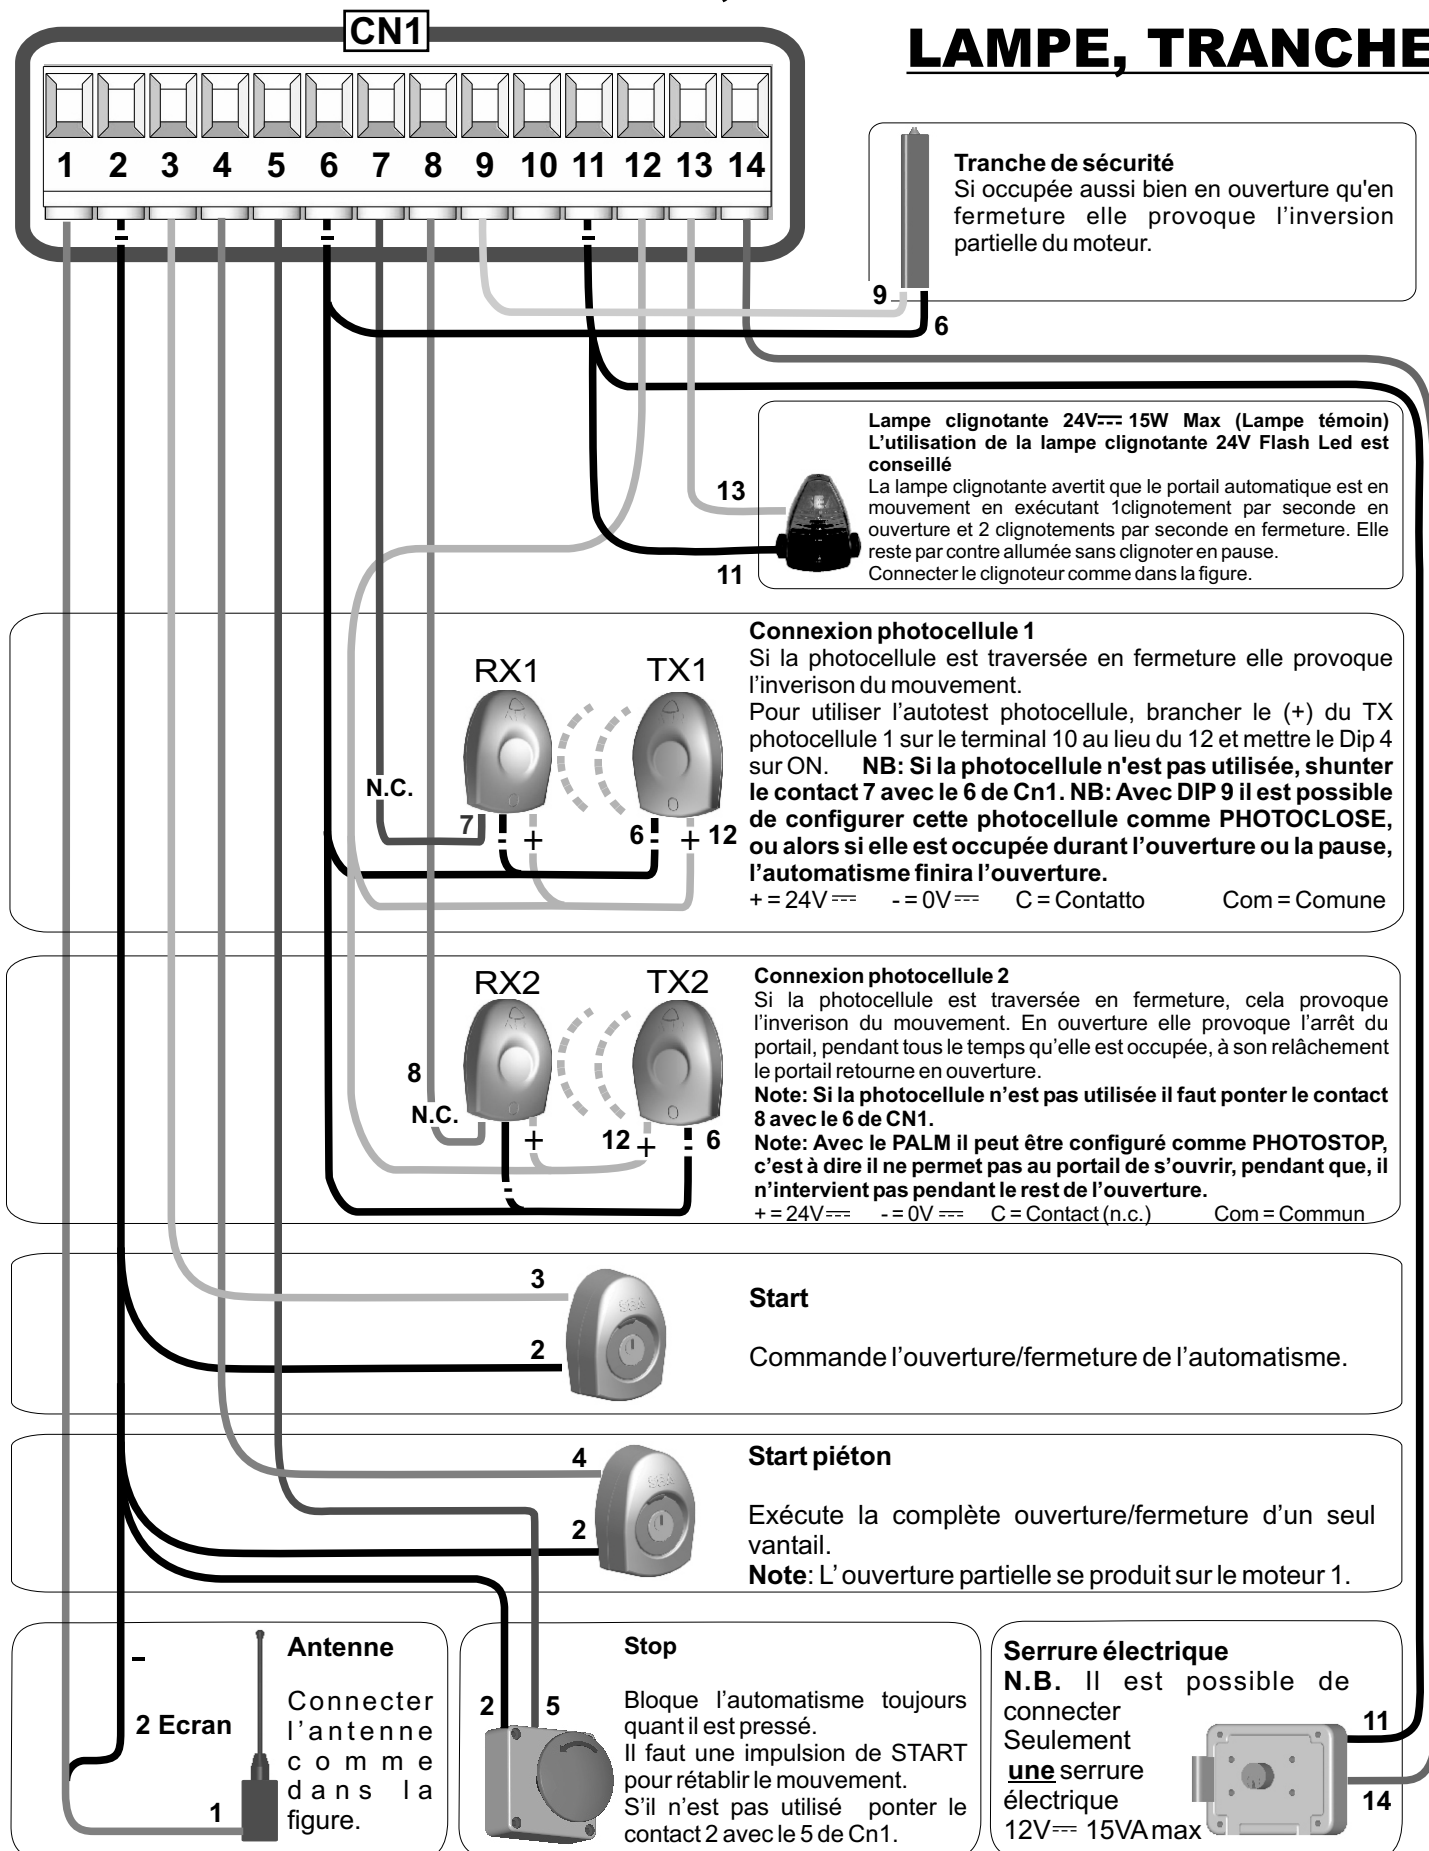 CN1
LAMPE, TRANCHE
1 2 3 4 5 6 7 8 9 10 11 12 13 14
Tranche de sécurité
Si occupée aussi bien en ouverture qu'en
fermeture elle provoque l’inversion
partielle du moteur.
9
6
Lampe clignotante 24V 15W Max (Lampe témoin)
L’utilisation de la lampe clignotante 24V Flash Led est
conseillé
La lampe clignotante avertit que le portail automatique est en
mouvement en exécutant 1clignotement par seconde en
ouverture et 2 clignotements par seconde en fermeture. Elle
reste par contre allumée sans clignoter en pause.
Connecter le clignoteur comme dans la figure.
13
11
Connexion photocellule 1
Si la photocellule est traversée en fermeture elle provoque
l’inverison du mouvement.
Pour utiliser l’autotest photocellule, brancher le (+) du TX
photocellule 1 sur le terminal 10 au lieu du 12 et mettre le Dip 4
sur ON. NB: Si la photocellule n'est pas utilisée, shunter
le contact 7 avec le 6 de Cn1. NB: Avec DIP 9 il est possible
de configurer cette photocellule comme PHOTOCLOSE,
ou alors si elle est occupée durant l’ouverture ou la pause,
l’automatisme finira l’ouverture.
+ = 24V - = 0V C = Contatto Com = Comune
RX1 TX1
N.C.
7 - + 6 - + 12
Connexion photocellule 2
Si la photocellule est traversée en fermeture, cela provoque
l’inverison du mouvement. En ouverture elle provoque l’arrêt du
portail, pendant tous le temps qu’elle est occupée, à son relâchement
le portail retourne en ouverture.
Note: Si la photocellule n’est pas utilisée il faut ponter le contact
8 avec le 6 de CN1.
Note: Avec le PALM il peut être configuré comme PHOTOSTOP,
c’est à dire il ne permet pas au portail de s’ouvrir, pendant que, il
n’intervient pas pendant le rest de l’ouverture.
+ = 24V - = 0V C = Contact (n.c.) Com = Commun
RX2 TX2
8
N.C.
+ 12 + - 6
-
3
2
Start
Commande l’ouverture/fermeture de l’automatisme.
4
2
Start piéton
Exécute la complète ouverture/fermeture d’un seul
vantail.
Note: L’ ouverture partielle se produit sur le moteur 1.
–
2 Ecran
1
Antenne
Connecter
l’antenne
comme
dans la
figure.
2 5
Stop
Bloque l’automatisme toujours
quant il est pressé.
Il faut une impulsion de START
pour rétablir le mouvement.
S’il n’est pas utilisé ponter le
contact 2 avec le 5 de Cn1.
Serrure électrique
N.B. Il est possible de
connecter
Seulement
une serrure
électrique
12V 15VA max
11
14